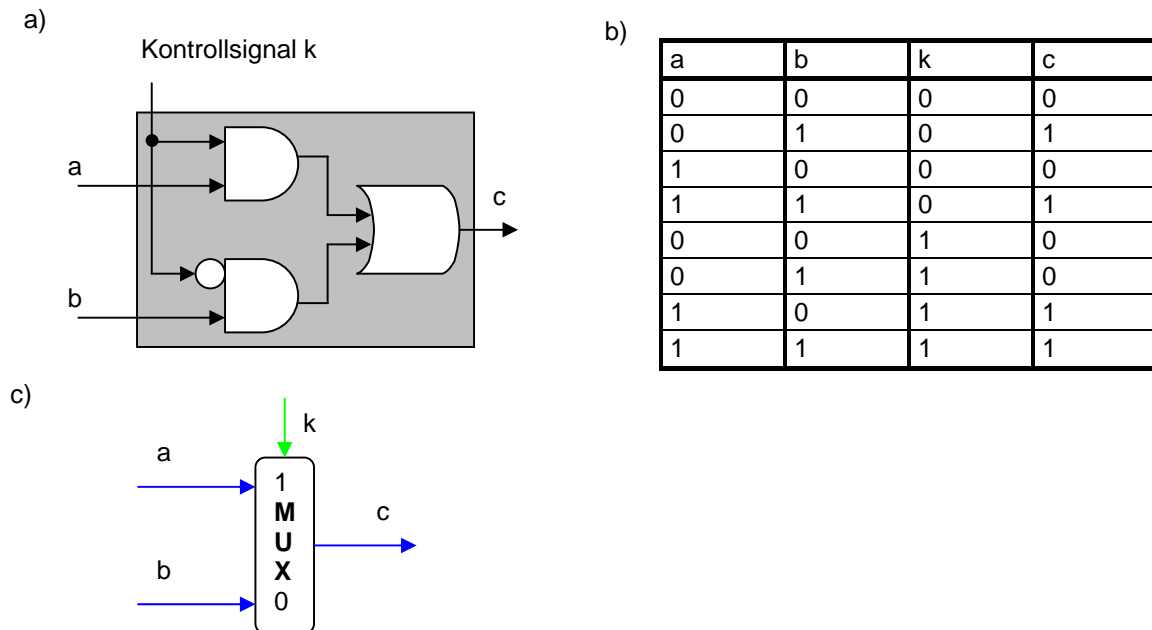 a)
Kontrollsignal k
a
b
c
b)
a b k c
0 0 0 0
0 1 0 1
1 0 0 0
1 1 0 1
0 0 1 0
0 1 1 0
1 0 1 1
1 1 1 1
c)
k
a
b
1
M
U
X
0
c